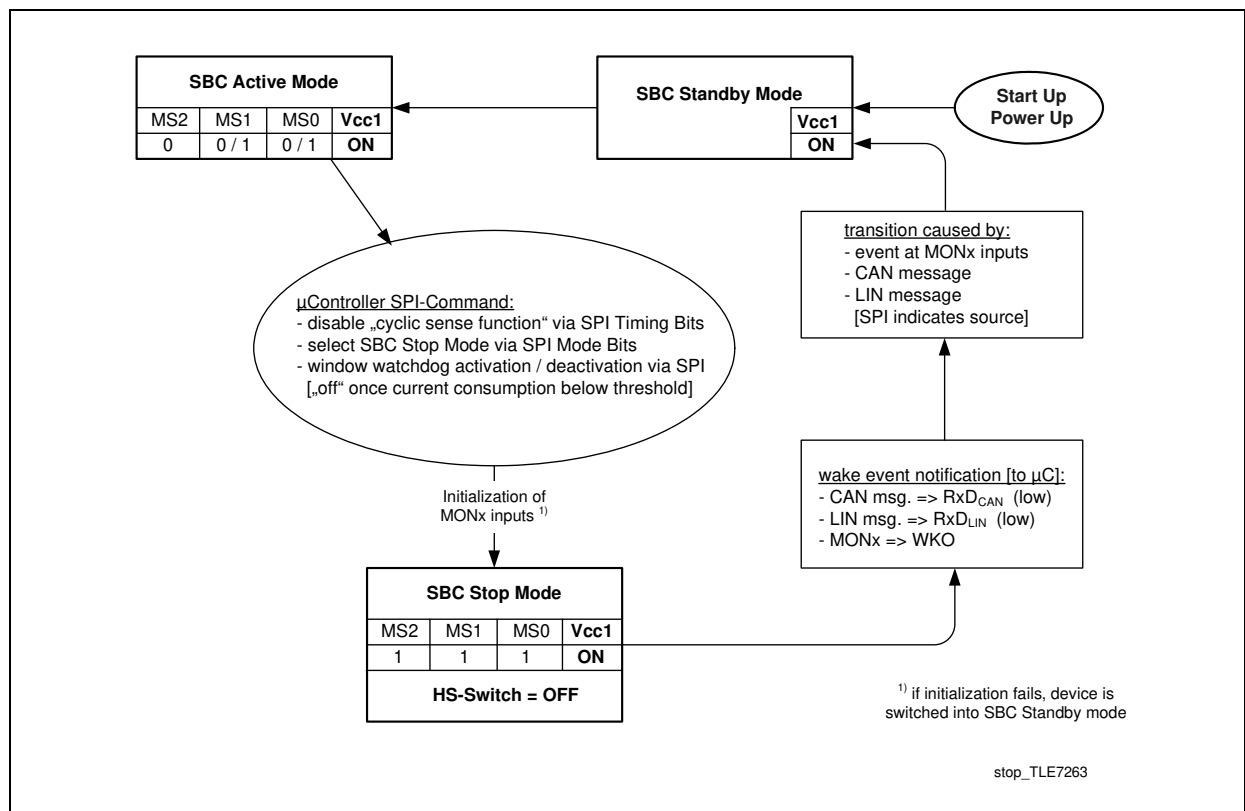 SBC Active Mode
MS2 MS1 MS0 Vcc1
0 0 / 1 0 / 1 ON
SBC Standby Mode
Vcc1
ON
Start Up
Power Up
transition caused by:
- event at MONx inputs
- CAN message
- LIN message
[SPI indicates source]
µController SPI-Command:
- disable „cyclic sense function“ via SPI Timing Bits
- select SBC Stop Mode via SPI Mode Bits
- window watchdog activation / deactivation via SPI
[„off“ once current consumption below threshold]
wake event notification [to µC]:
- CAN msg. => RxDCAN (low)
- LIN msg. => RxDLIN (low)
- MONx => WKO
Initialization of
MONx inputs 1)
SBC Stop Mode
MS2 MS1 MS0 Vcc1
1 1 1 ON
HS-Switch = OFF
1) if initialization fails, device is
switched into SBC Standby mode
stop_TLE7263